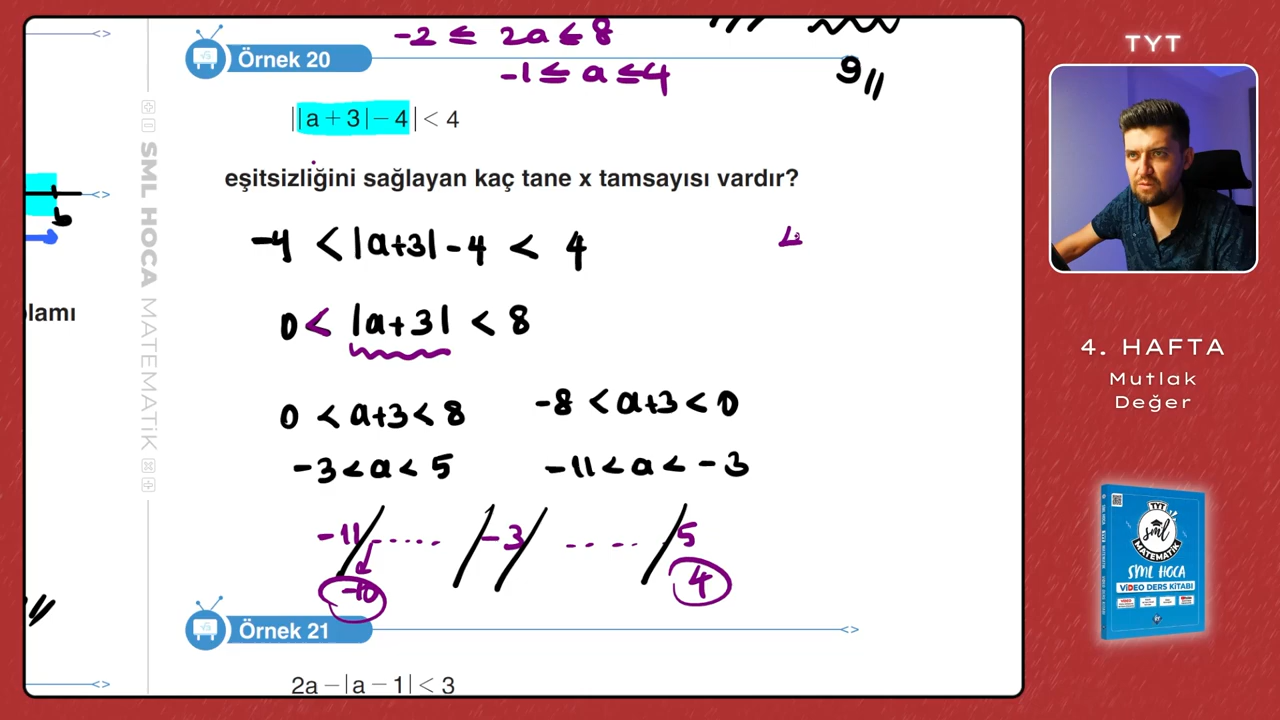 -2 ≤ 2a ≤ 8
Örnek 20
-1 ≤ a ≤ 4
9
||a + 3| − 4| < 4
eşitsizliğini sağlayan kaç tane x tamsayısı vardır?
-4 < |a+3| - 4 < 4
0 < |a+3| < 8
0 < a+3 < 8
-8 < a+3 < 0
-3 < a < 5
-11 < a < -3
-11 ..... -3 ..... 5
-10
4
Örnek 21
2a − |a − 1| < 3
b
lamı
SML HOCA MATEMATİK
TYT
4. HAFTA
Mutlak
Değer
TYT
sml
MATEMATİK
SML HOCA
VİDEO DERS KİTABI